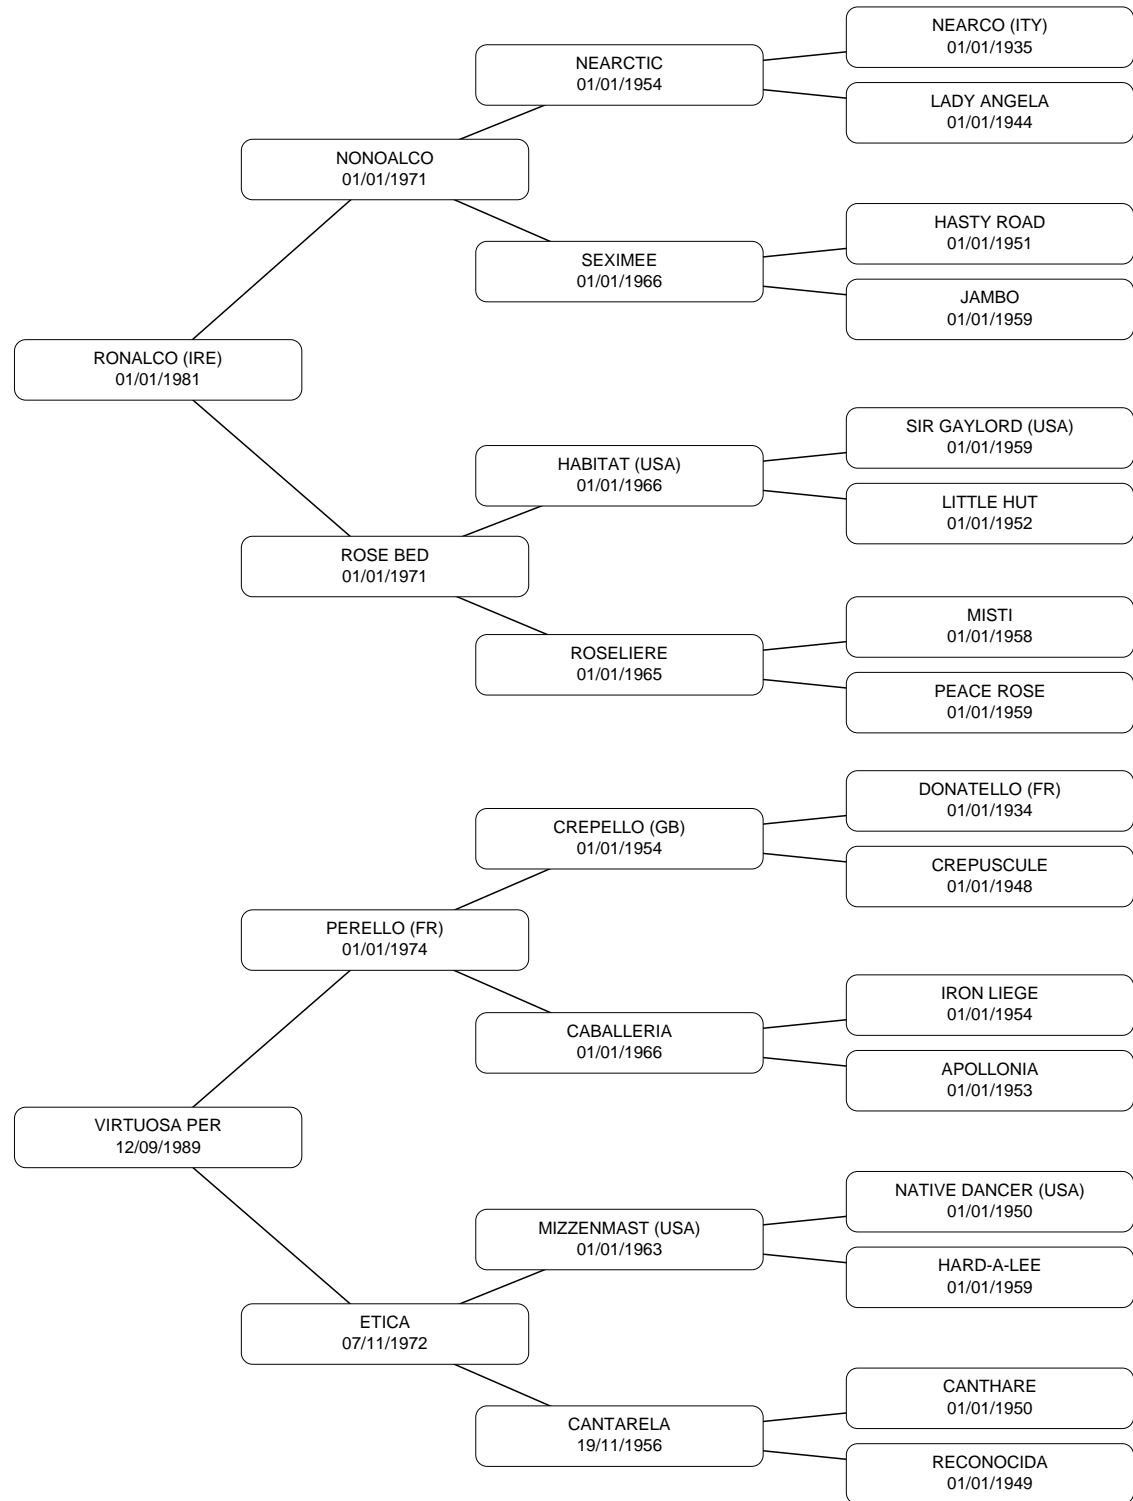 NEARCO (ITY)
01/01/1935
NEARCTIC
01/01/1954
LADY ANGELA
01/01/1944
NONOALCO
01/01/1971
HASTY ROAD
01/01/1951
SEXIMEE
01/01/1966
JAMBO
01/01/1959
RONALCO (IRE)
01/01/1981
SIR GAYLORD (USA)
01/01/1959
HABITAT (USA)
01/01/1966
LITTLE HUT
01/01/1952
ROSE BED
01/01/1971
MISTI
01/01/1958
ROSELIERE
01/01/1965
PEACE ROSE
01/01/1959
DONATELLO (FR)
01/01/1934
CREPELLO (GB)
01/01/1954
CREPUSCULE
01/01/1948
PERELLO (FR)
01/01/1974
IRON LIEGE
01/01/1954
CABALLERIA
01/01/1966
APOLLONIA
01/01/1953
VIRTUOSA PER
12/09/1989
NATIVE DANCER (USA)
01/01/1950
MIZZENMAST (USA)
01/01/1963
HARD-A-LEE
01/01/1959
ETICA
07/11/1972
CANTHARE
01/01/1950
CANTARELA
19/11/1956
RECONOCIDA
01/01/1949